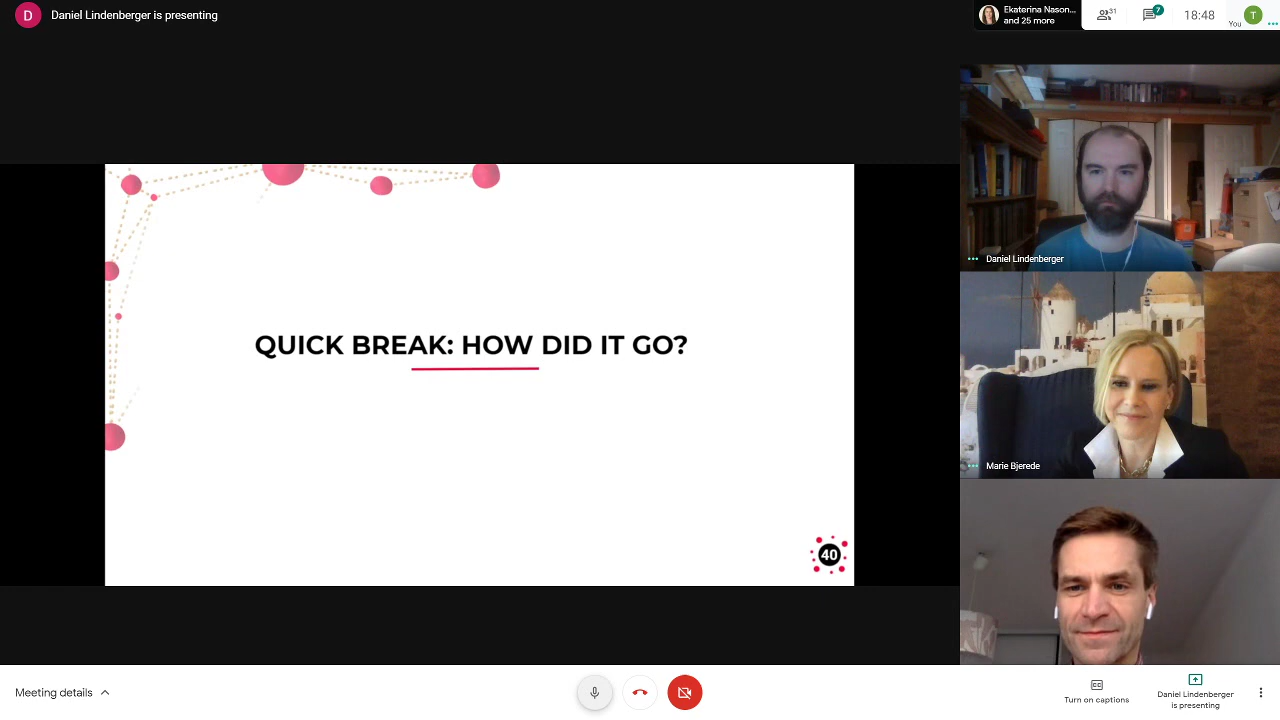 D
Daniel Lindenberger is presenting
Ekaterina Nason...
and 25 more
31
7
18:48
You
T
Daniel Lindenberger
QUICK BREAK: HOW DID IT GO?
Marie Bjerede
40
Meeting details
Turn on captions
Daniel Lindenberger
is presenting